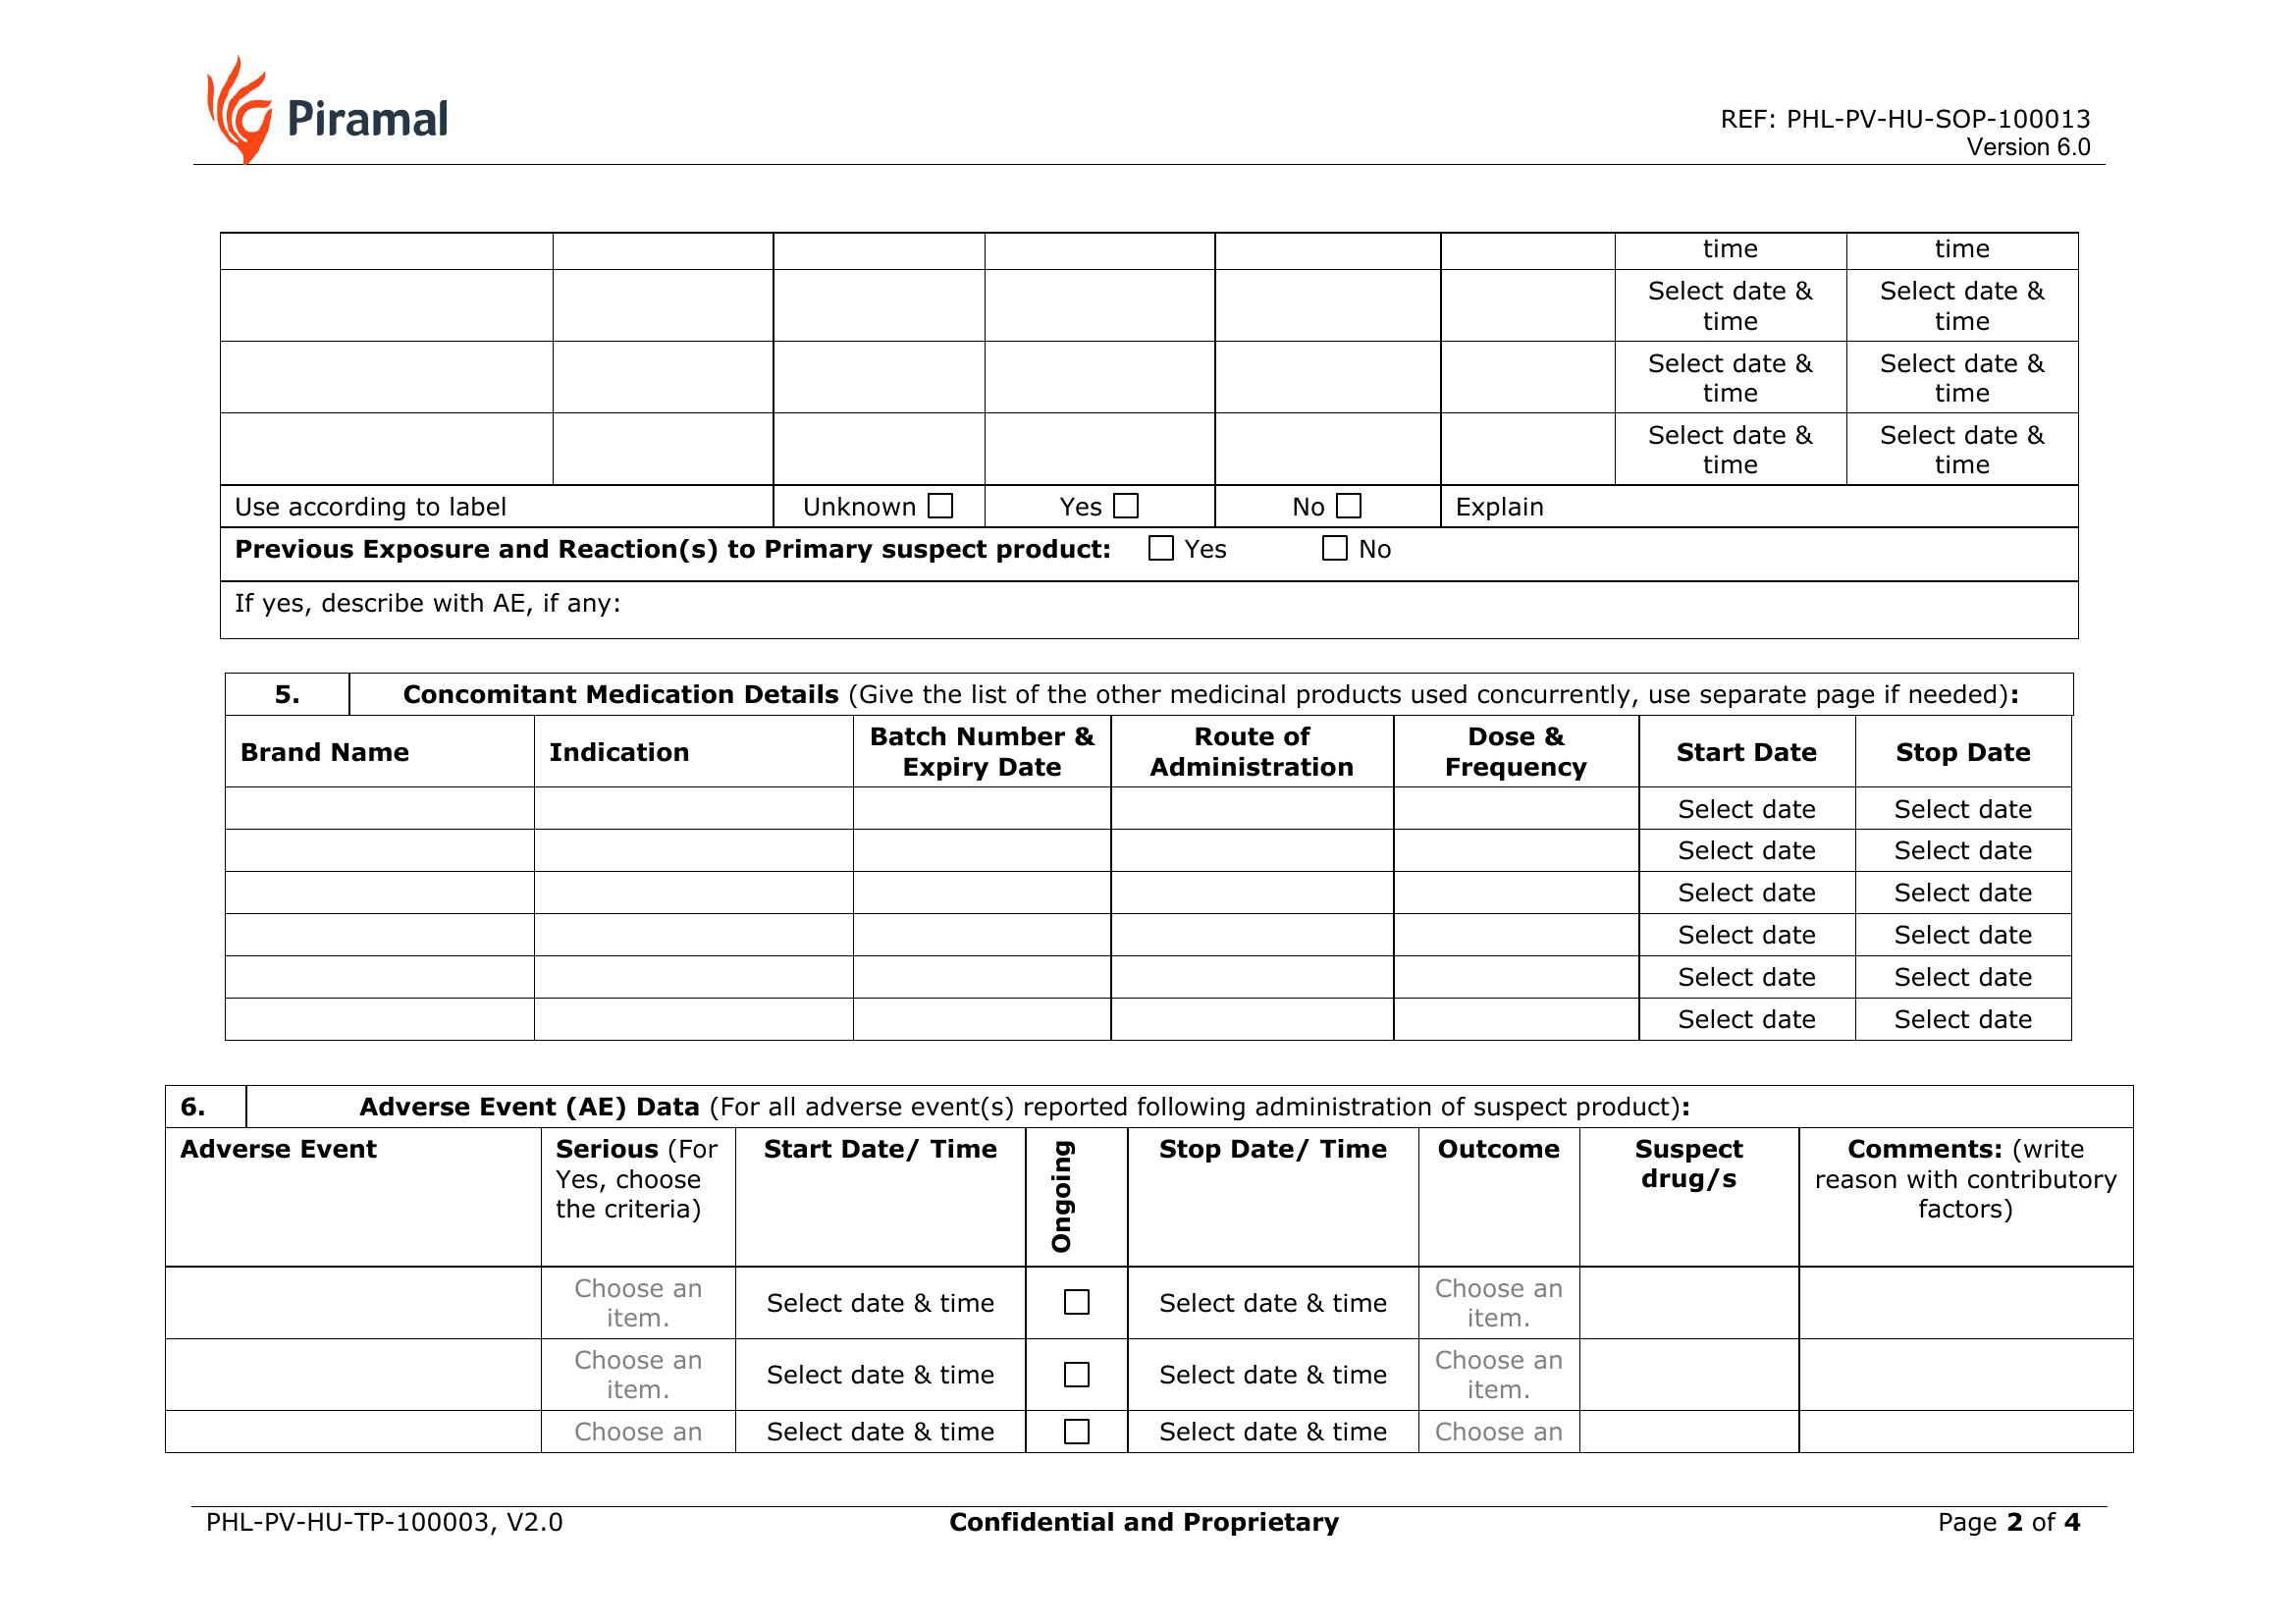 Piramal
REF: PHL-PV-HU-SOP-100013
Version 6.0
time time
Select date & Select date &
time time
Select date & Select date &
time time
Select date & Select date &
time time
Use according to label Unknown ☐ Yes ☐ No ☐ Explain
Previous Exposure and Reaction(s) to Primary suspect product: ☐ Yes ☐ No
If yes, describe with AE, if any:
5. Concomitant Medication Details (Give the list of the other medicinal products used concurrently, use separate page if needed):
Brand Name Indication Batch Number & Expiry Date Route of Administration Dose & Frequency Start Date Stop Date
Select date Select date
Select date Select date
Select date Select date
Select date Select date
Select date Select date
Select date Select date
6. Adverse Event (AE) Data (For all adverse event(s) reported following administration of suspect product):
Adverse Event Serious (For Yes, choose the criteria) Start Date/ Time Ongoing Stop Date/ Time Outcome Suspect drug/s Comments: (write reason with contributory factors)
Choose an item. Select date & time ☐ Select date & time Choose an item.
Choose an item. Select date & time ☐ Select date & time Choose an item.
Choose an Select date & time ☐ Select date & time Choose an
PHL-PV-HU-TP-100003, V2.0 Confidential and Proprietary Page 2 of 4